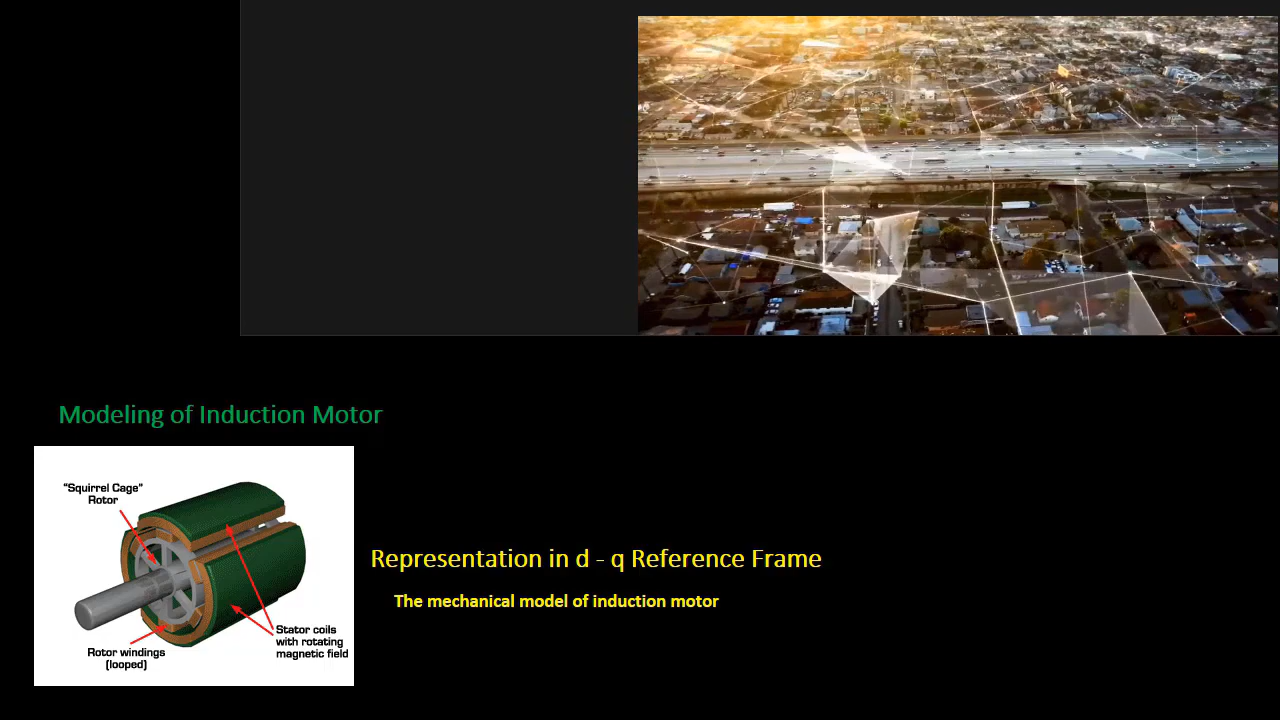 Modeling of Induction Motor
"Squirrel Cage"
Rotor
Representation in d - q Reference Frame
The mechanical model of induction motor
Stator coils
with rotating
magnetic field
Rotor windings
(looped)